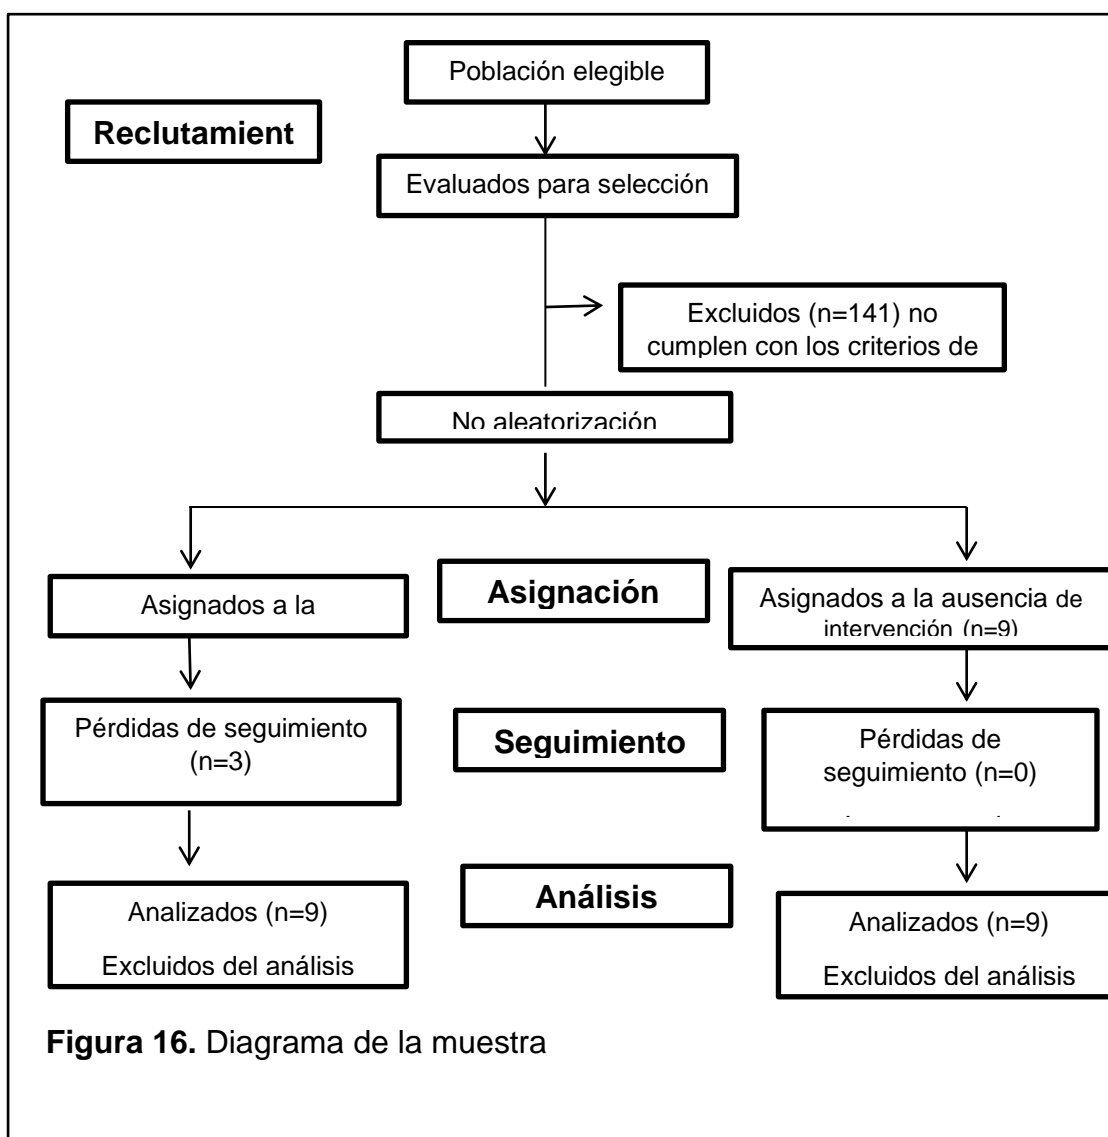 Población elegible
Reclutamient
Evaluados para selección
Excluidos (n=141) no
cumplen con los criterios de
No aleatorización
Asignados a la
Asignación
Asignados a la ausencia de
intervención (n=9)
Pérdidas de seguimiento
(n=3)
Seguimiento
Pérdidas de
seguimiento (n=0)
Analizados (n=9)
Excluidos del análisis
Análisis
Analizados (n=9)
Excluidos del análisis
Figura 16. Diagrama de la muestra